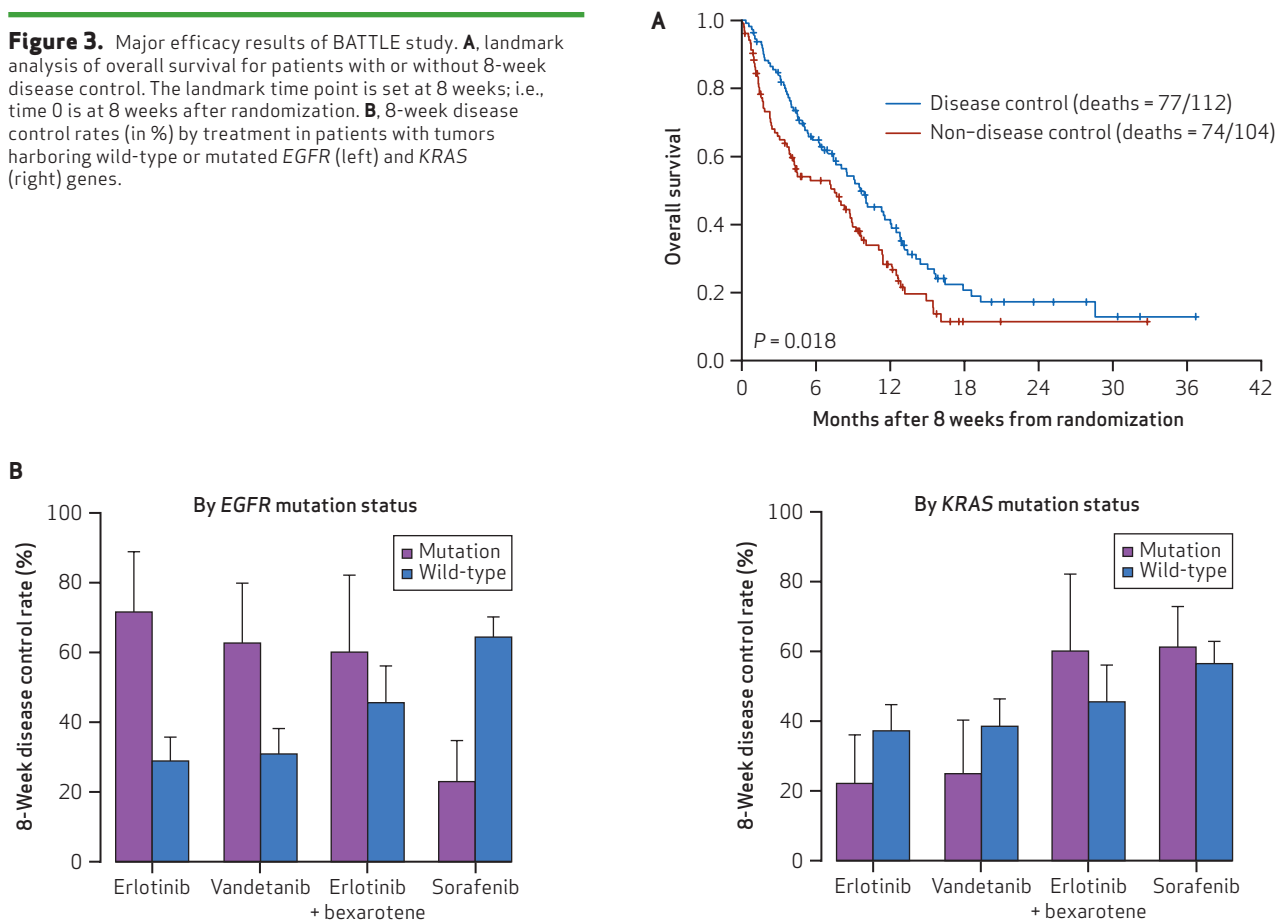 Figure 3. Major efficacy results of BATTLE study. A, landmark
analysis of overall survival for patients with or without 8-week
disease control. The landmark time point is set at 8 weeks; i.e.,
time 0 is at 8 weeks after randomization. B, 8-week disease
control rates (in %) by treatment in patients with tumors
harboring wild-type or mutated EGFR (left) and KRAS
(right) genes.
A
Overall survival
1.0
0.8
0.6
0.4
0.2
0.0
Disease control (deaths = 77/112)
Non–disease control (deaths = 74/104)
P = 0.018
0 6 12 18 24 30 36 42
Months after 8 weeks from randomization
B
By EGFR mutation status
8-Week disease control rate (%)
100
80
60
40
20
0
Mutation
Wild-type
Erlotinib Vandetanib Erlotinib Sorafenib
+ bexarotene
By KRAS mutation status
8-Week disease control rate (%)
100
80
60
40
20
0
Mutation
Wild-type
Erlotinib Vandetanib Erlotinib Sorafenib
+ bexarotene